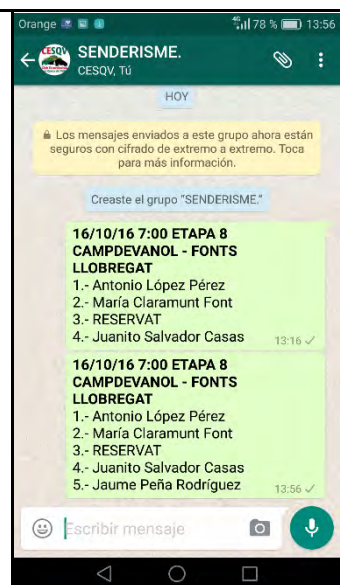 Orange 78 % 13:56
CESQV
SENDERISME.
CESQV, Tú
HOY
Los mensajes enviados a este grupo ahora están
seguros con cifrado de extremo a extremo. Toca
para más información.
Creaste el grupo "SENDERISME."
16/10/16 7:00 ETAPA 8
CAMPDEVANOL - FONTS
LLOBREGAT
1.- Antonio López Pérez
2.- María Claramunt Font
3.- RESERVAT
4.- Juanito Salvador Casas 13:16
16/10/16 7:00 ETAPA 8
CAMPDEVANOL - FONTS
LLOBREGAT
1.- Antonio López Pérez
2.- María Claramunt Font
3.- RESERVAT
4.- Juanito Salvador Casas
5.- Jaume Peña Rodríguez 13:56
Escribir mensaje